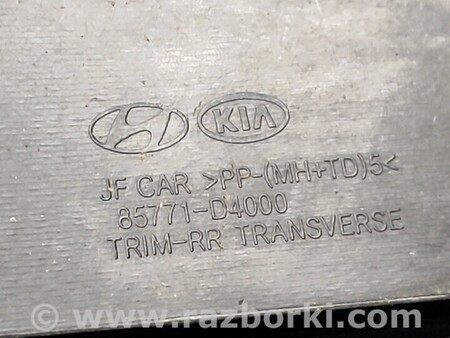 KIA
JF CAR >PP-(MH+TD)5<
85771-D4000
TRIM-RR TRANSVERSE
© www.razborki.com/